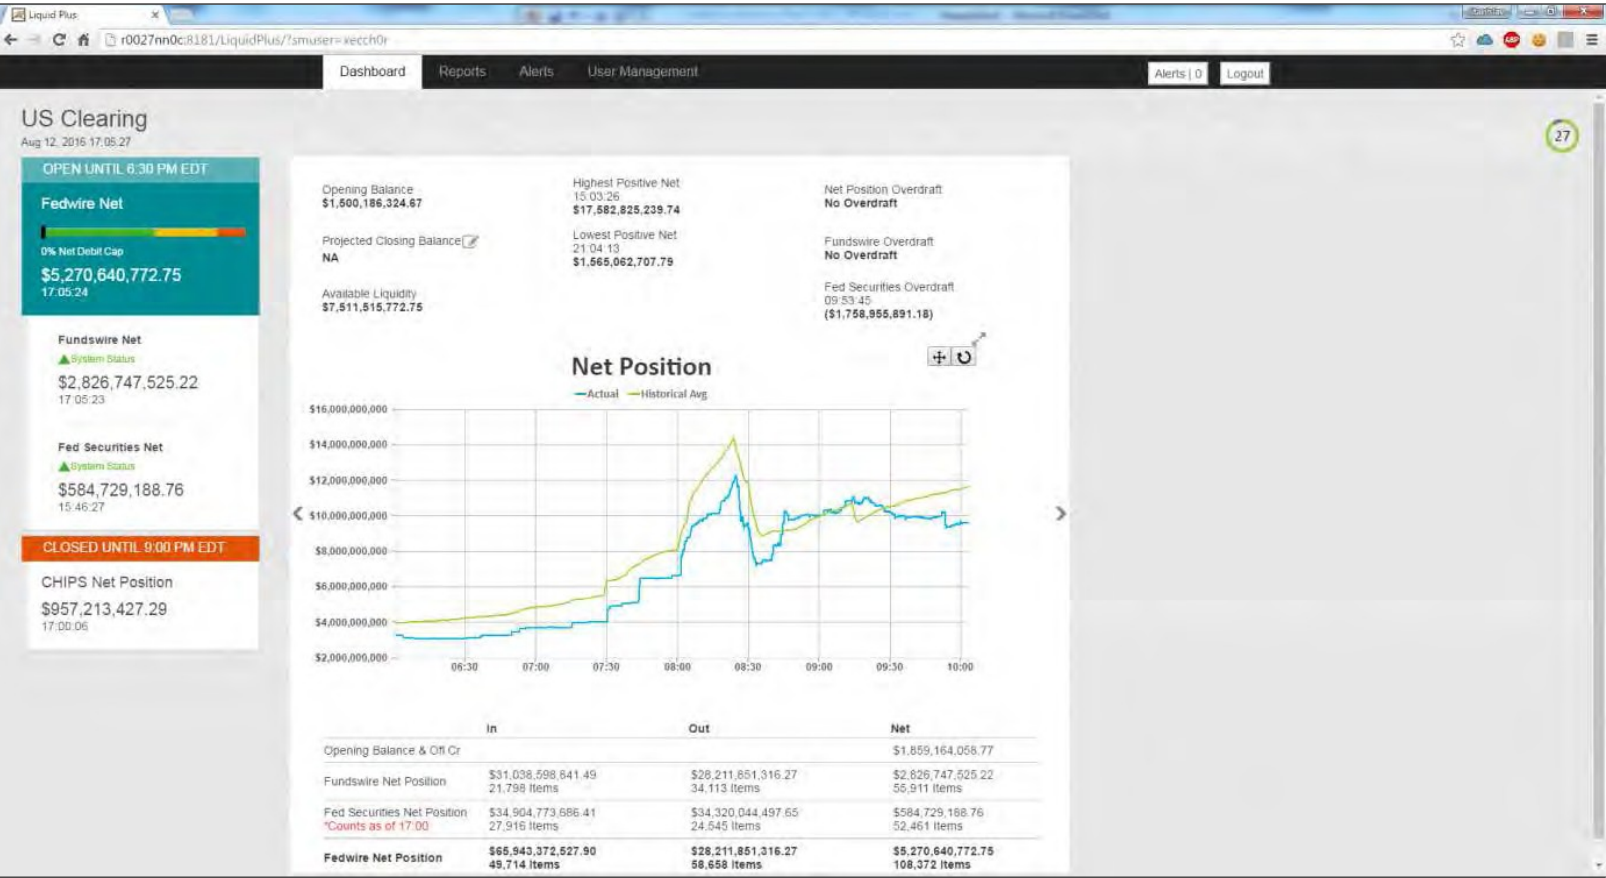 Liquid Plus
r0027nn0c:8181/LiquidPlus/?smuser=xecch0r
Dashboard Reports Alerts User Management Alerts | 0 Logout
US Clearing
Aug 12, 2016 17:05:27
27
OPEN UNTIL 6:30 PM EDT
Fedwire Net
0% Net Debit Cap
$5,270,640,772.75
17:05:24
Fundswire Net
System Status
$2,826,747,525.22
17:05:23
Fed Securities Net
System Status
$584,729,188.76
15:46:27
CLOSED UNTIL 9:00 PM EDT
CHIPS Net Position
$957,213,427.29
17:00:06
Opening Balance
$1,500,186,324.67
Projected Closing Balance
NA
Available Liquidity
$7,511,515,772.75
Highest Positive Net
15:03:26
$17,582,825,239.74
Lowest Positive Net
21:04:13
$1,565,062,707.79
Net Position Overdraft
No Overdraft
Fundswire Overdraft
No Overdraft
Fed Securities Overdraft
09:53:45
($1,758,955,891.18)
Net Position
Actual Historical Avg
$16,000,000,000
$14,000,000,000
$12,000,000,000
$10,000,000,000
$8,000,000,000
$6,000,000,000
$4,000,000,000
$2,000,000,000
06:30 07:00 07:30 08:00 08:30 09:00 09:30 10:00
In Out Net
Opening Balance & Ofl Cr $1,859,164,058.77
Fundswire Net Position $31,038,598,841.49 $28,211,851,316.27 $2,826,747,525.22
21,798 Items 34,113 Items 55,911 Items
Fed Securities Net Position $34,904,773,686.41 $34,320,044,497.65 $584,729,188.76
*Counts as of 17:00 27,916 Items 24,545 Items 52,461 Items
Fedwire Net Position $65,943,372,527.90 $28,211,851,316.27 $5,270,640,772.75
49,714 Items 58,658 Items 108,372 Items